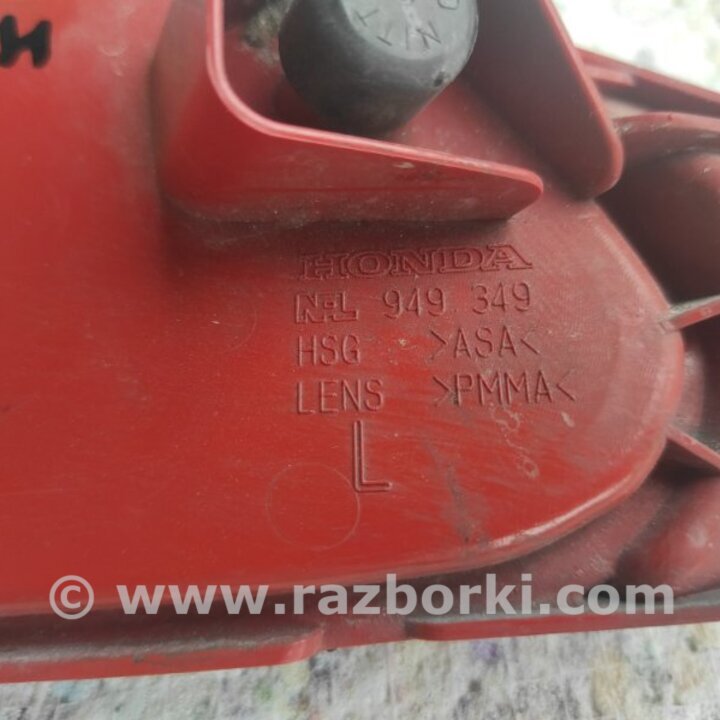 HONDA
N·L 949 349
HSG >ASA<
LENS >PMMA<
L
© www.razborki.com